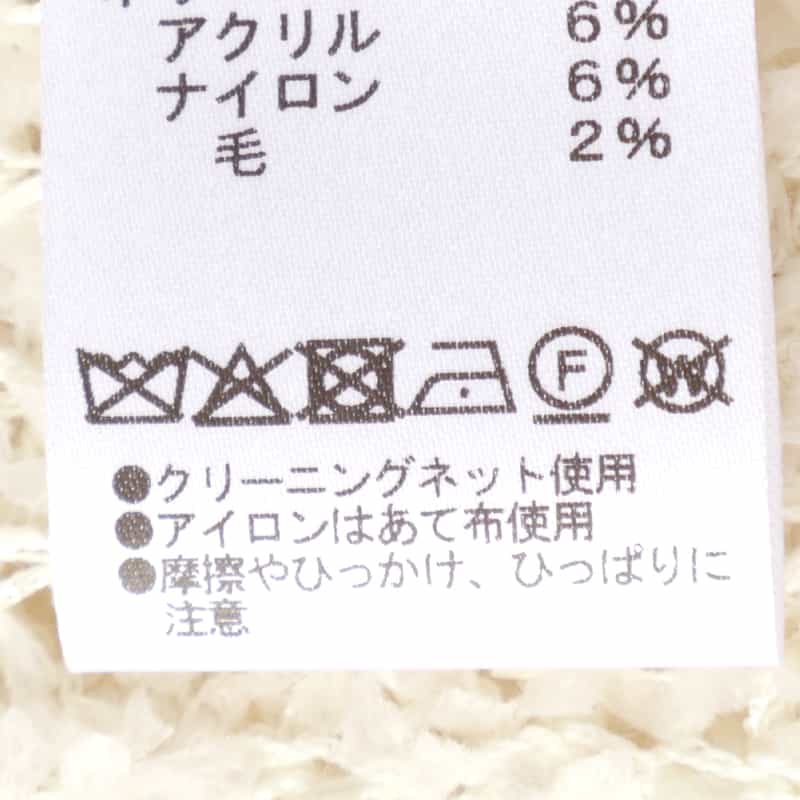 アクリル 6%
ナイロン 6%
毛 2%
F W
●クリーニングネット使用
●アイロンはあて布使用
●摩擦やひっかけ、ひっぱりに
注意